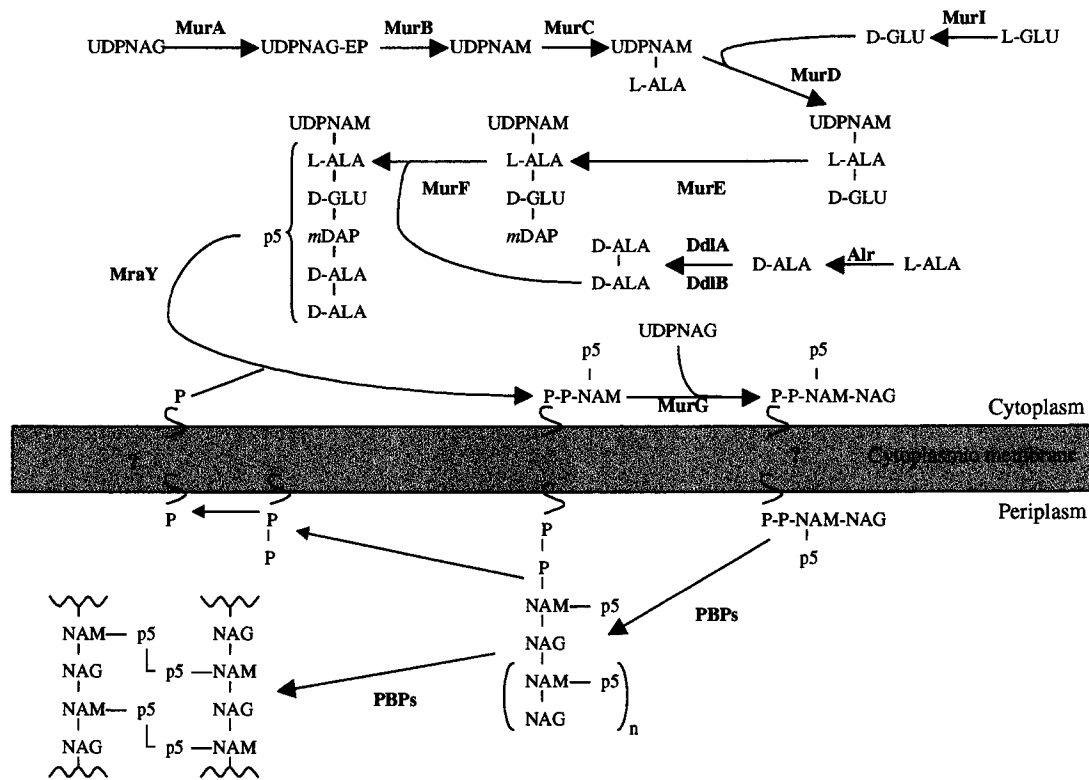 MurA MurB MurC MurI
UDPNAG UDPNAG-EP UDPNAM UDPNAM D-GLU L-GLU
L-ALA
MurD
UDPNAM UDPNAM UDPNAM
L-ALA L-ALA L-ALA
MurF MurE
D-GLU D-GLU D-GLU
p5 mDAP mDAP
D-ALA DdlA D-ALA Alr L-ALA
MraY
D-ALA D-ALA DdlB
D-ALA
UDPNAG
p5 p5
P P-P-NAM MurG P-P-NAM-NAG
Cytoplasm
? ?
Cytoplasmic membrane
Periplasm
P P P P-P-NAM-NAG
P P p5
NAM p5 PBPs
NAM p5 NAG NAG
NAG p5 NAM NAM p5
PBPs
NAM p5 NAG NAG n
NAG p5 NAM